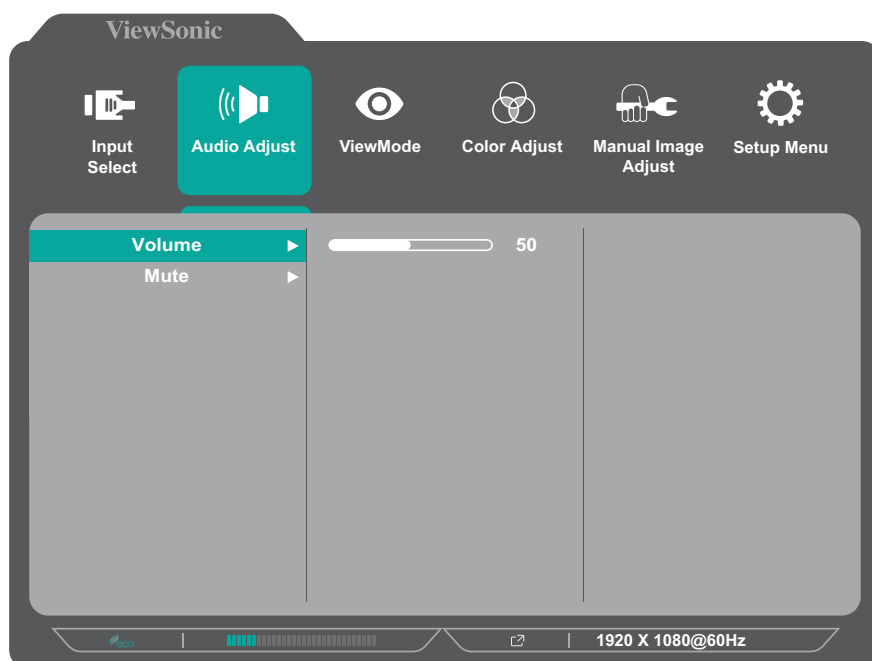 ViewSonic
Input
Select
Audio Adjust
ViewMode
Color Adjust
Manual Image
Adjust
Setup Menu
Volume
50
Mute
eco
1920 X 1080@60Hz